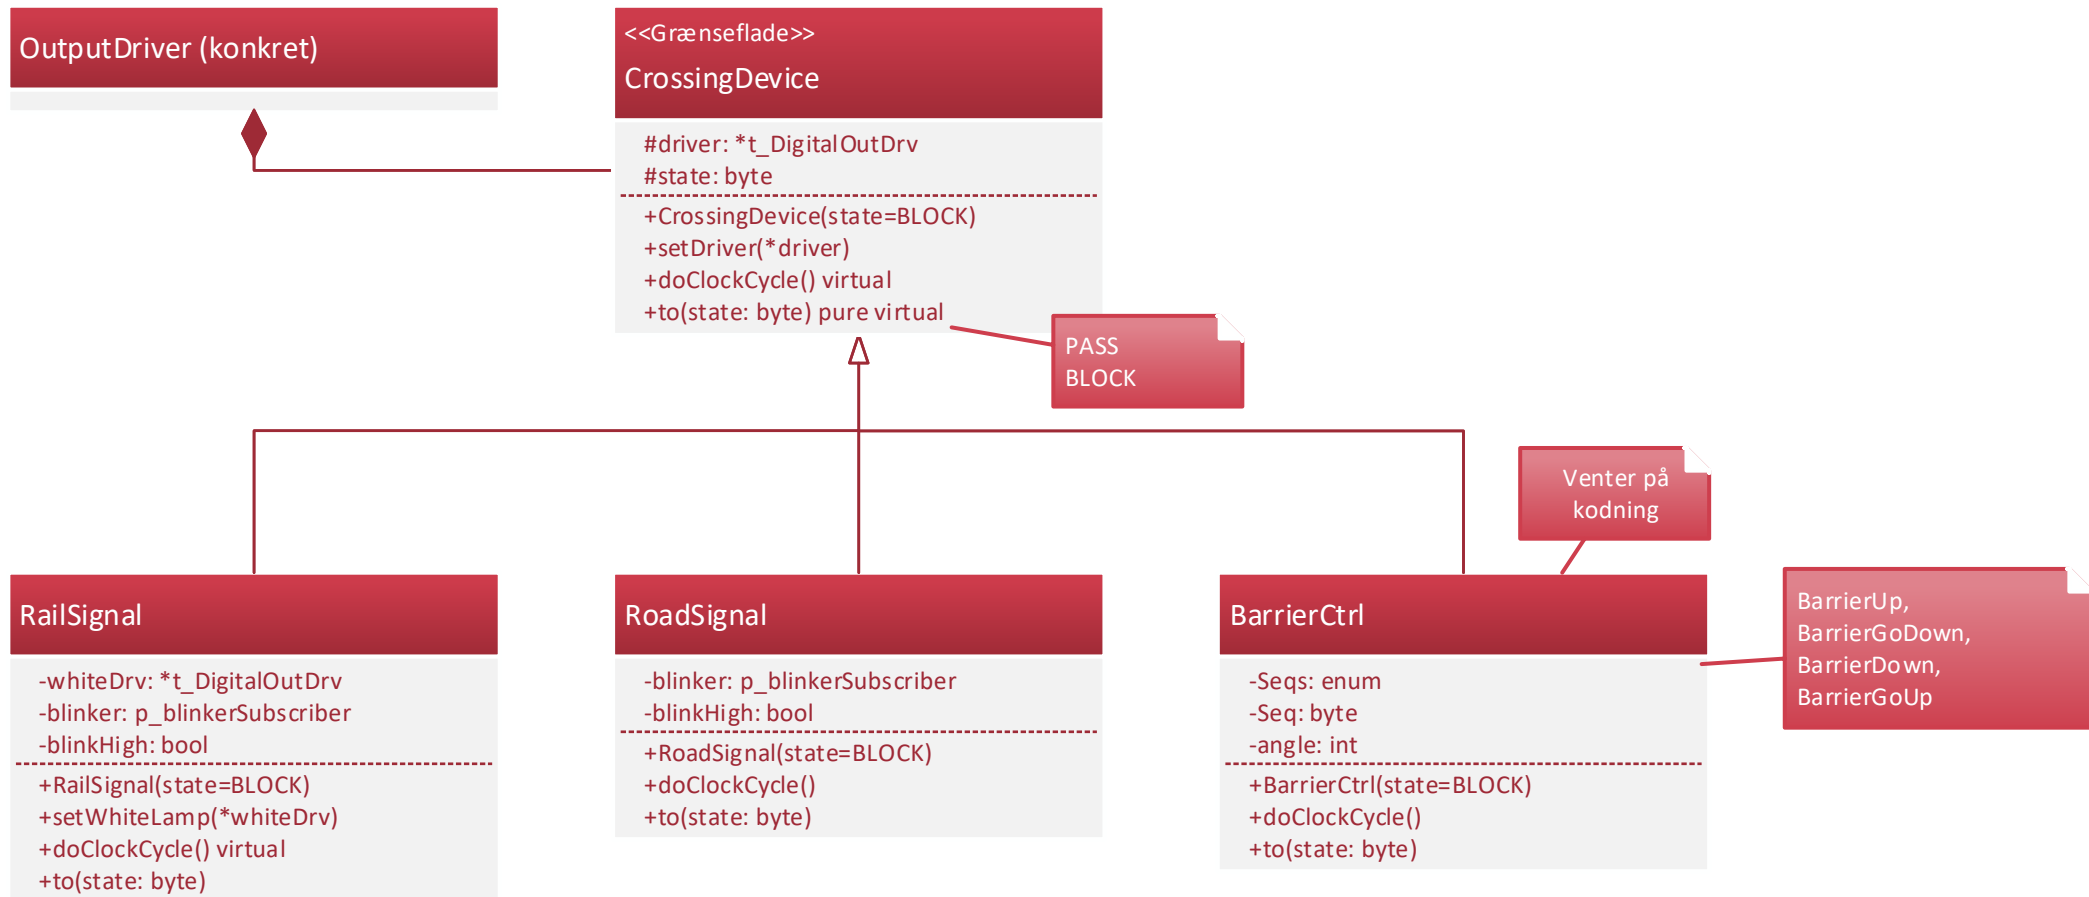 OutputDriver (konkret)
<<Grænseflade>>
CrossingDevice
#driver: *t_DigitalOutDrv
#state: byte
+CrossingDevice(state=BLOCK)
+setDriver(*driver)
+doClockCycle() virtual
+to(state: byte) pure virtual
PASS
BLOCK
Venter på
kodning
RailSignal
-whiteDrv: *t_DigitalOutDrv
-blinker: p_blinkerSubscriber
-blinkHigh: bool
+RailSignal(state=BLOCK)
+setWhiteLamp(*whiteDrv)
+doClockCycle() virtual
+to(state: byte)
RoadSignal
-blinker: p_blinkerSubscriber
-blinkHigh: bool
+RoadSignal(state=BLOCK)
+doClockCycle()
+to(state: byte)
BarrierCtrl
-Seqs: enum
-Seq: byte
-angle: int
+BarrierCtrl(state=BLOCK)
+doClockCycle()
+to(state: byte)
BarrierUp,
BarrierGoDown,
BarrierDown,
BarrierGoUp